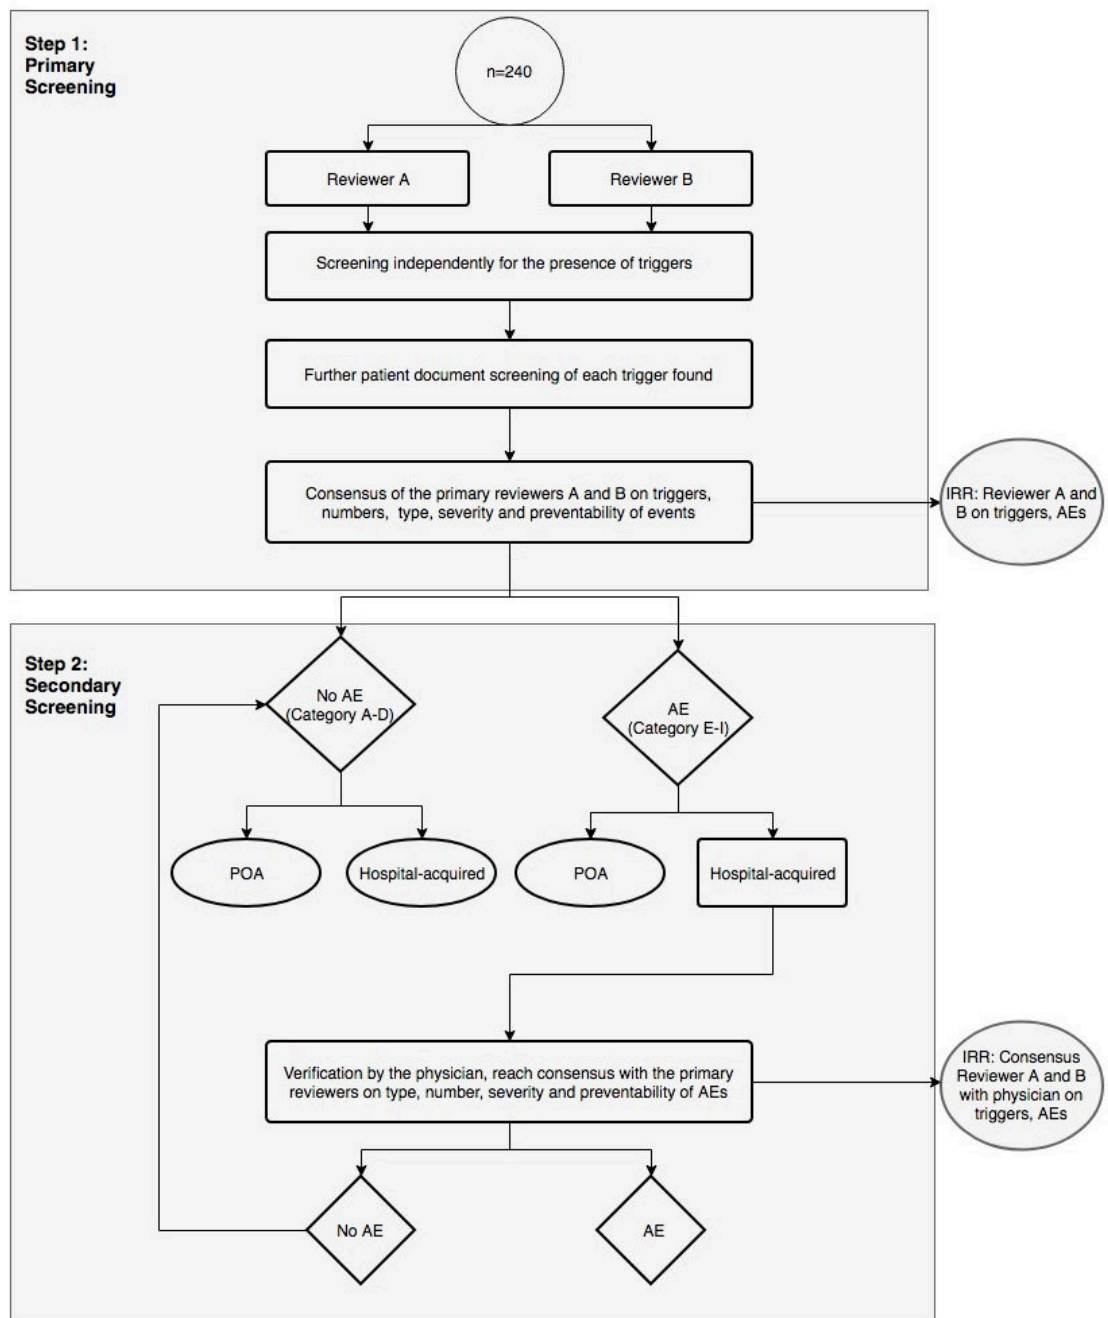 Step 1:
Primary
Screening
n=240
Reviewer A
Reviewer B
Screening independently for the presence of triggers
Further patient document screening of each trigger found
Consensus of the primary reviewers A and B on triggers,
numbers, type, severity and preventability of events
IRR: Reviewer A and
B on triggers, AEs
Step 2:
Secondary
Screening
No AE
(Category A-D)
AE
(Category E-I)
POA
Hospital-acquired
POA
Hospital-acquired
Verification by the physician, reach consensus with the primary
reviewers on type, number, severity and preventability of AEs
IRR: Consensus
Reviewer A and B
with physician on
triggers, AEs
No AE
AE